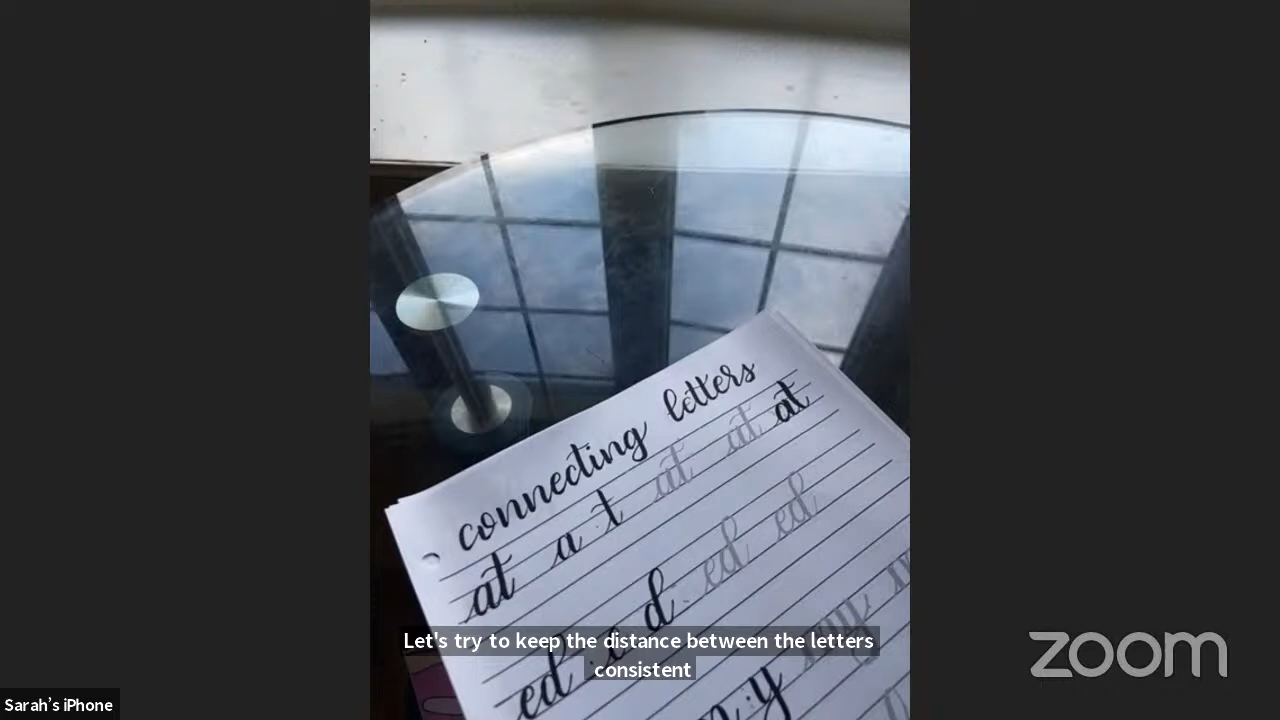 connecting letters
at a t at at at
ed e d ed ed
y my
Let's try to keep the distance between the letters
consistent
zoom
Sarah's iPhone